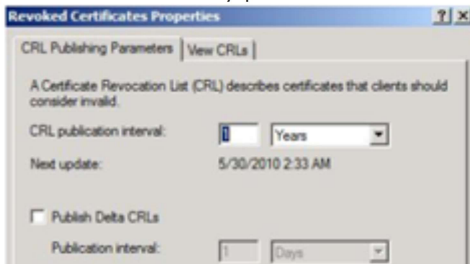 Revoked Certificates Properties
CRL Publishing Parameters
View CRLs
A Certificate Revocation List (CRL) describes certificates that clients should
consider invalid.
CRL publication interval: 1 Years
Next update: 5/30/2010 2:33 AM
Publish Delta CRLs
Publication interval: 1 Days